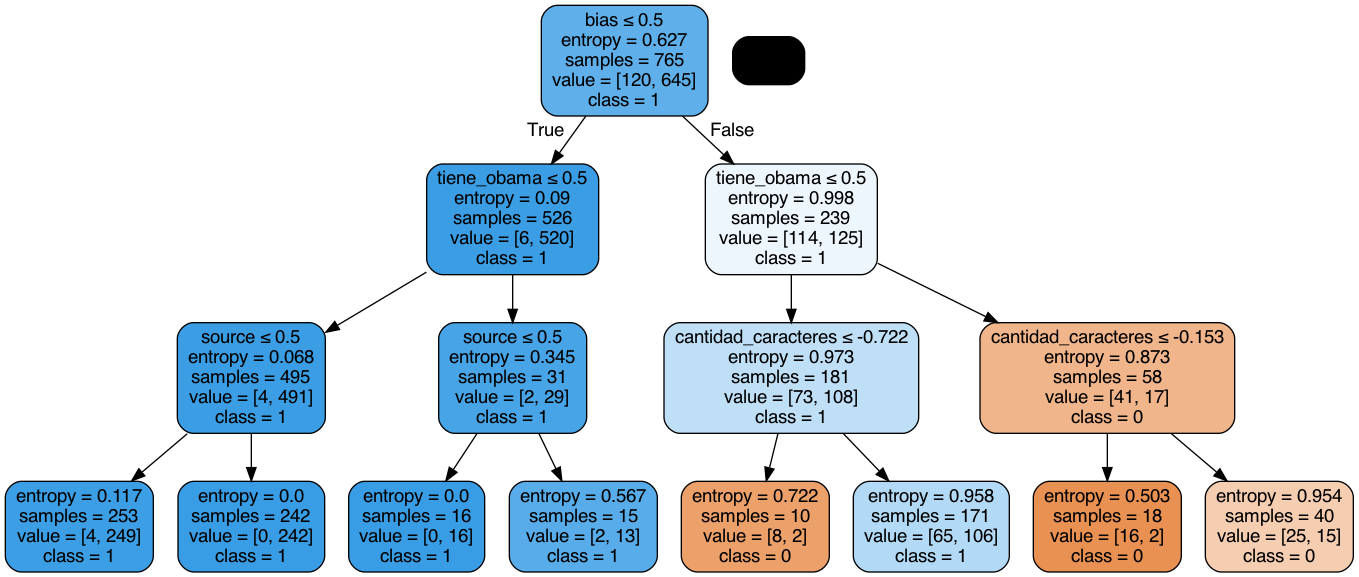 bias ≤ 0.5
entropy = 0.627
samples = 765
value = [120, 645]
class = 1
True
False
tiene_obama ≤ 0.5
entropy = 0.09
samples = 526
value = [6, 520]
class = 1
tiene_obama ≤ 0.5
entropy = 0.998
samples = 239
value = [114, 125]
class = 1
source ≤ 0.5
entropy = 0.068
samples = 495
value = [4, 491]
class = 1
source ≤ 0.5
entropy = 0.345
samples = 31
value = [2, 29]
class = 1
cantidad_caracteres ≤ -0.722
entropy = 0.973
samples = 181
value = [73, 108]
class = 1
cantidad_caracteres ≤ -0.153
entropy = 0.873
samples = 58
value = [41, 17]
class = 0
entropy = 0.117
samples = 253
value = [4, 249]
class = 1
entropy = 0.0
samples = 242
value = [0, 242]
class = 1
entropy = 0.0
samples = 16
value = [0, 16]
class = 1
entropy = 0.567
samples = 15
value = [2, 13]
class = 1
entropy = 0.722
samples = 10
value = [8, 2]
class = 0
entropy = 0.958
samples = 171
value = [65, 106]
class = 1
entropy = 0.503
samples = 18
value = [16, 2]
class = 0
entropy = 0.954
samples = 40
value = [25, 15]
class = 0